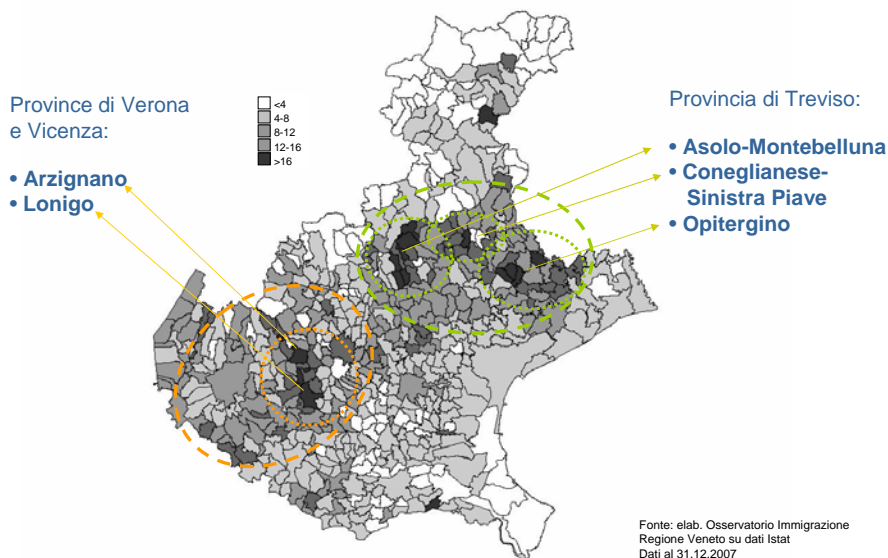 Province di Verona
e Vicenza:
• Arzignano
• Lonigo
<4
4-8
8-12
12-16
>16
Provincia di Treviso:
• Asolo-Montebelluna
• Coneglianese-
Sinistra Piave
• Opitergino
Fonte: elab. Osservatorio Immigrazione
Regione Veneto su dati Istat
Dati al 31.12.2007